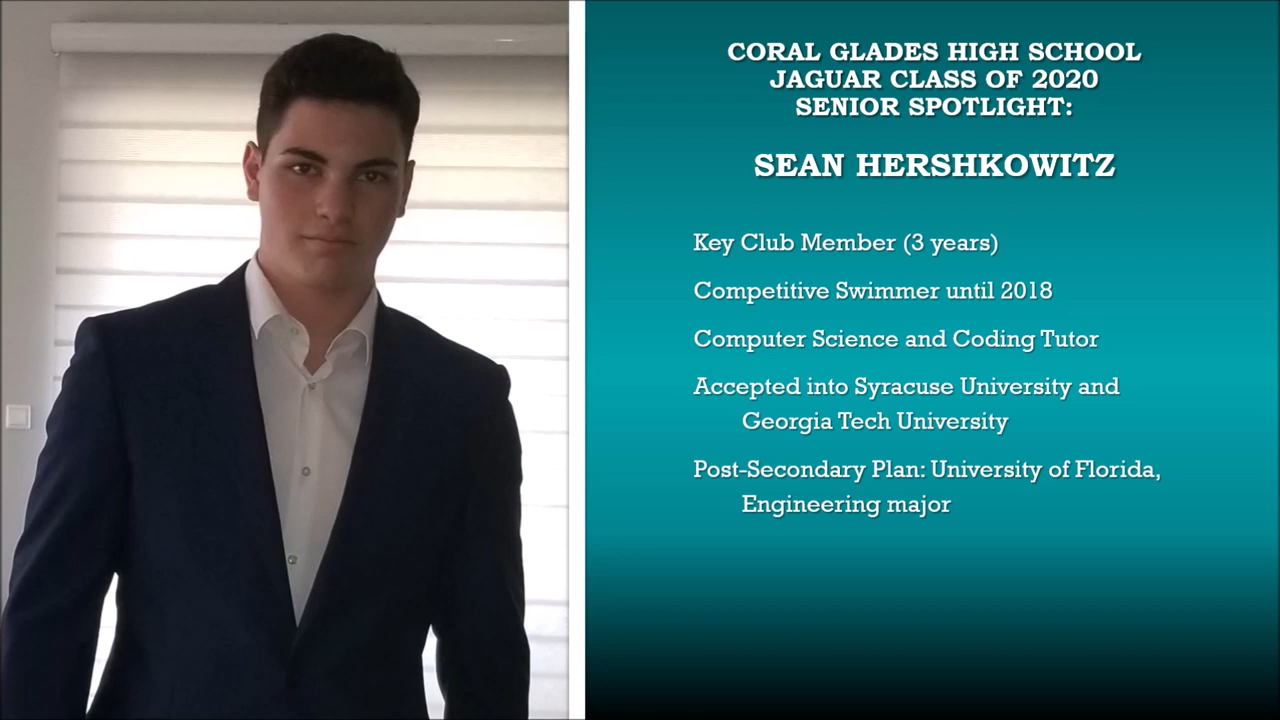 CORAL GLADES HIGH SCHOOL
JAGUAR CLASS OF 2020
SENIOR SPOTLIGHT:
SEAN HERSHKOWITZ
Key Club Member (3 years)
Competitive Swimmer until 2018
Computer Science and Coding Tutor
Accepted into Syracuse University and
Georgia Tech University
Post-Secondary Plan: University of Florida,
Engineering major